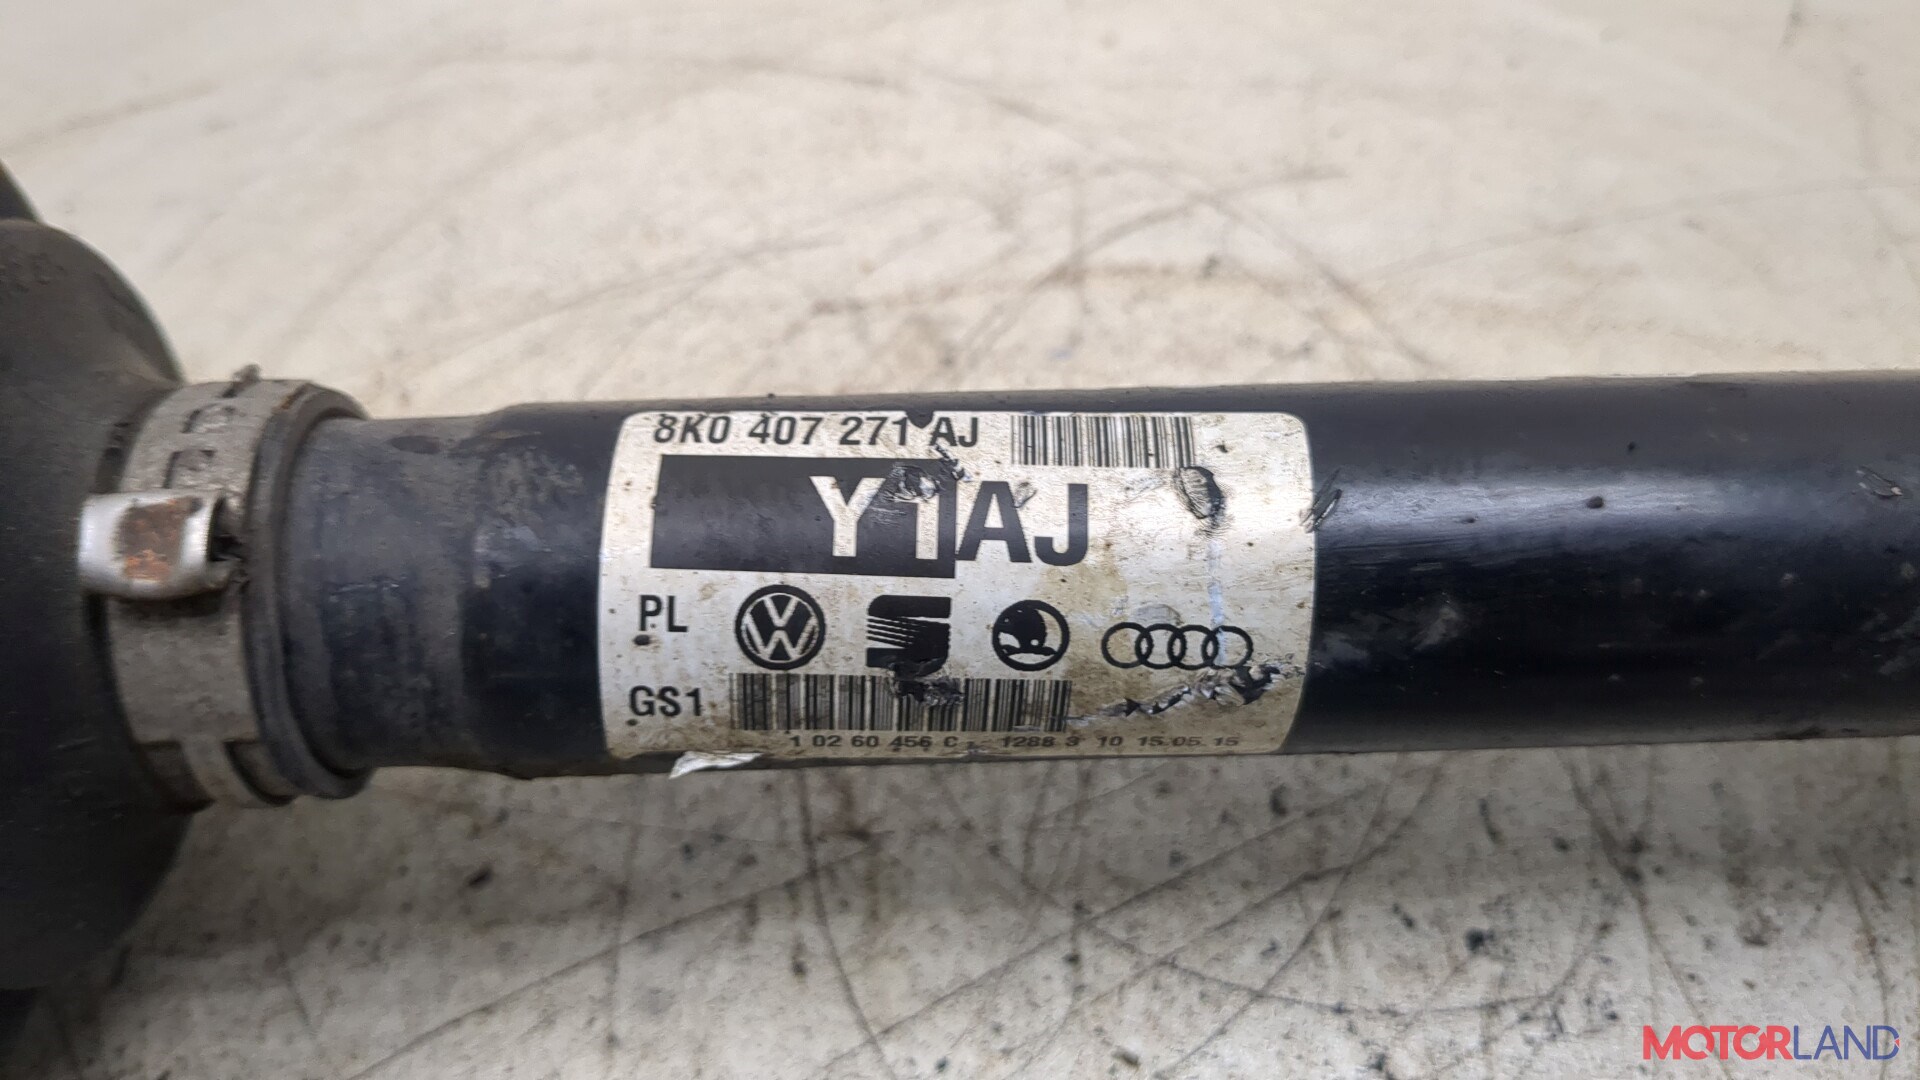 8K0 407 271 AJ
Y1AJ
PL
GS1
1 02 60 456 C 1288 3 10 15.05.15
MOTORLAND